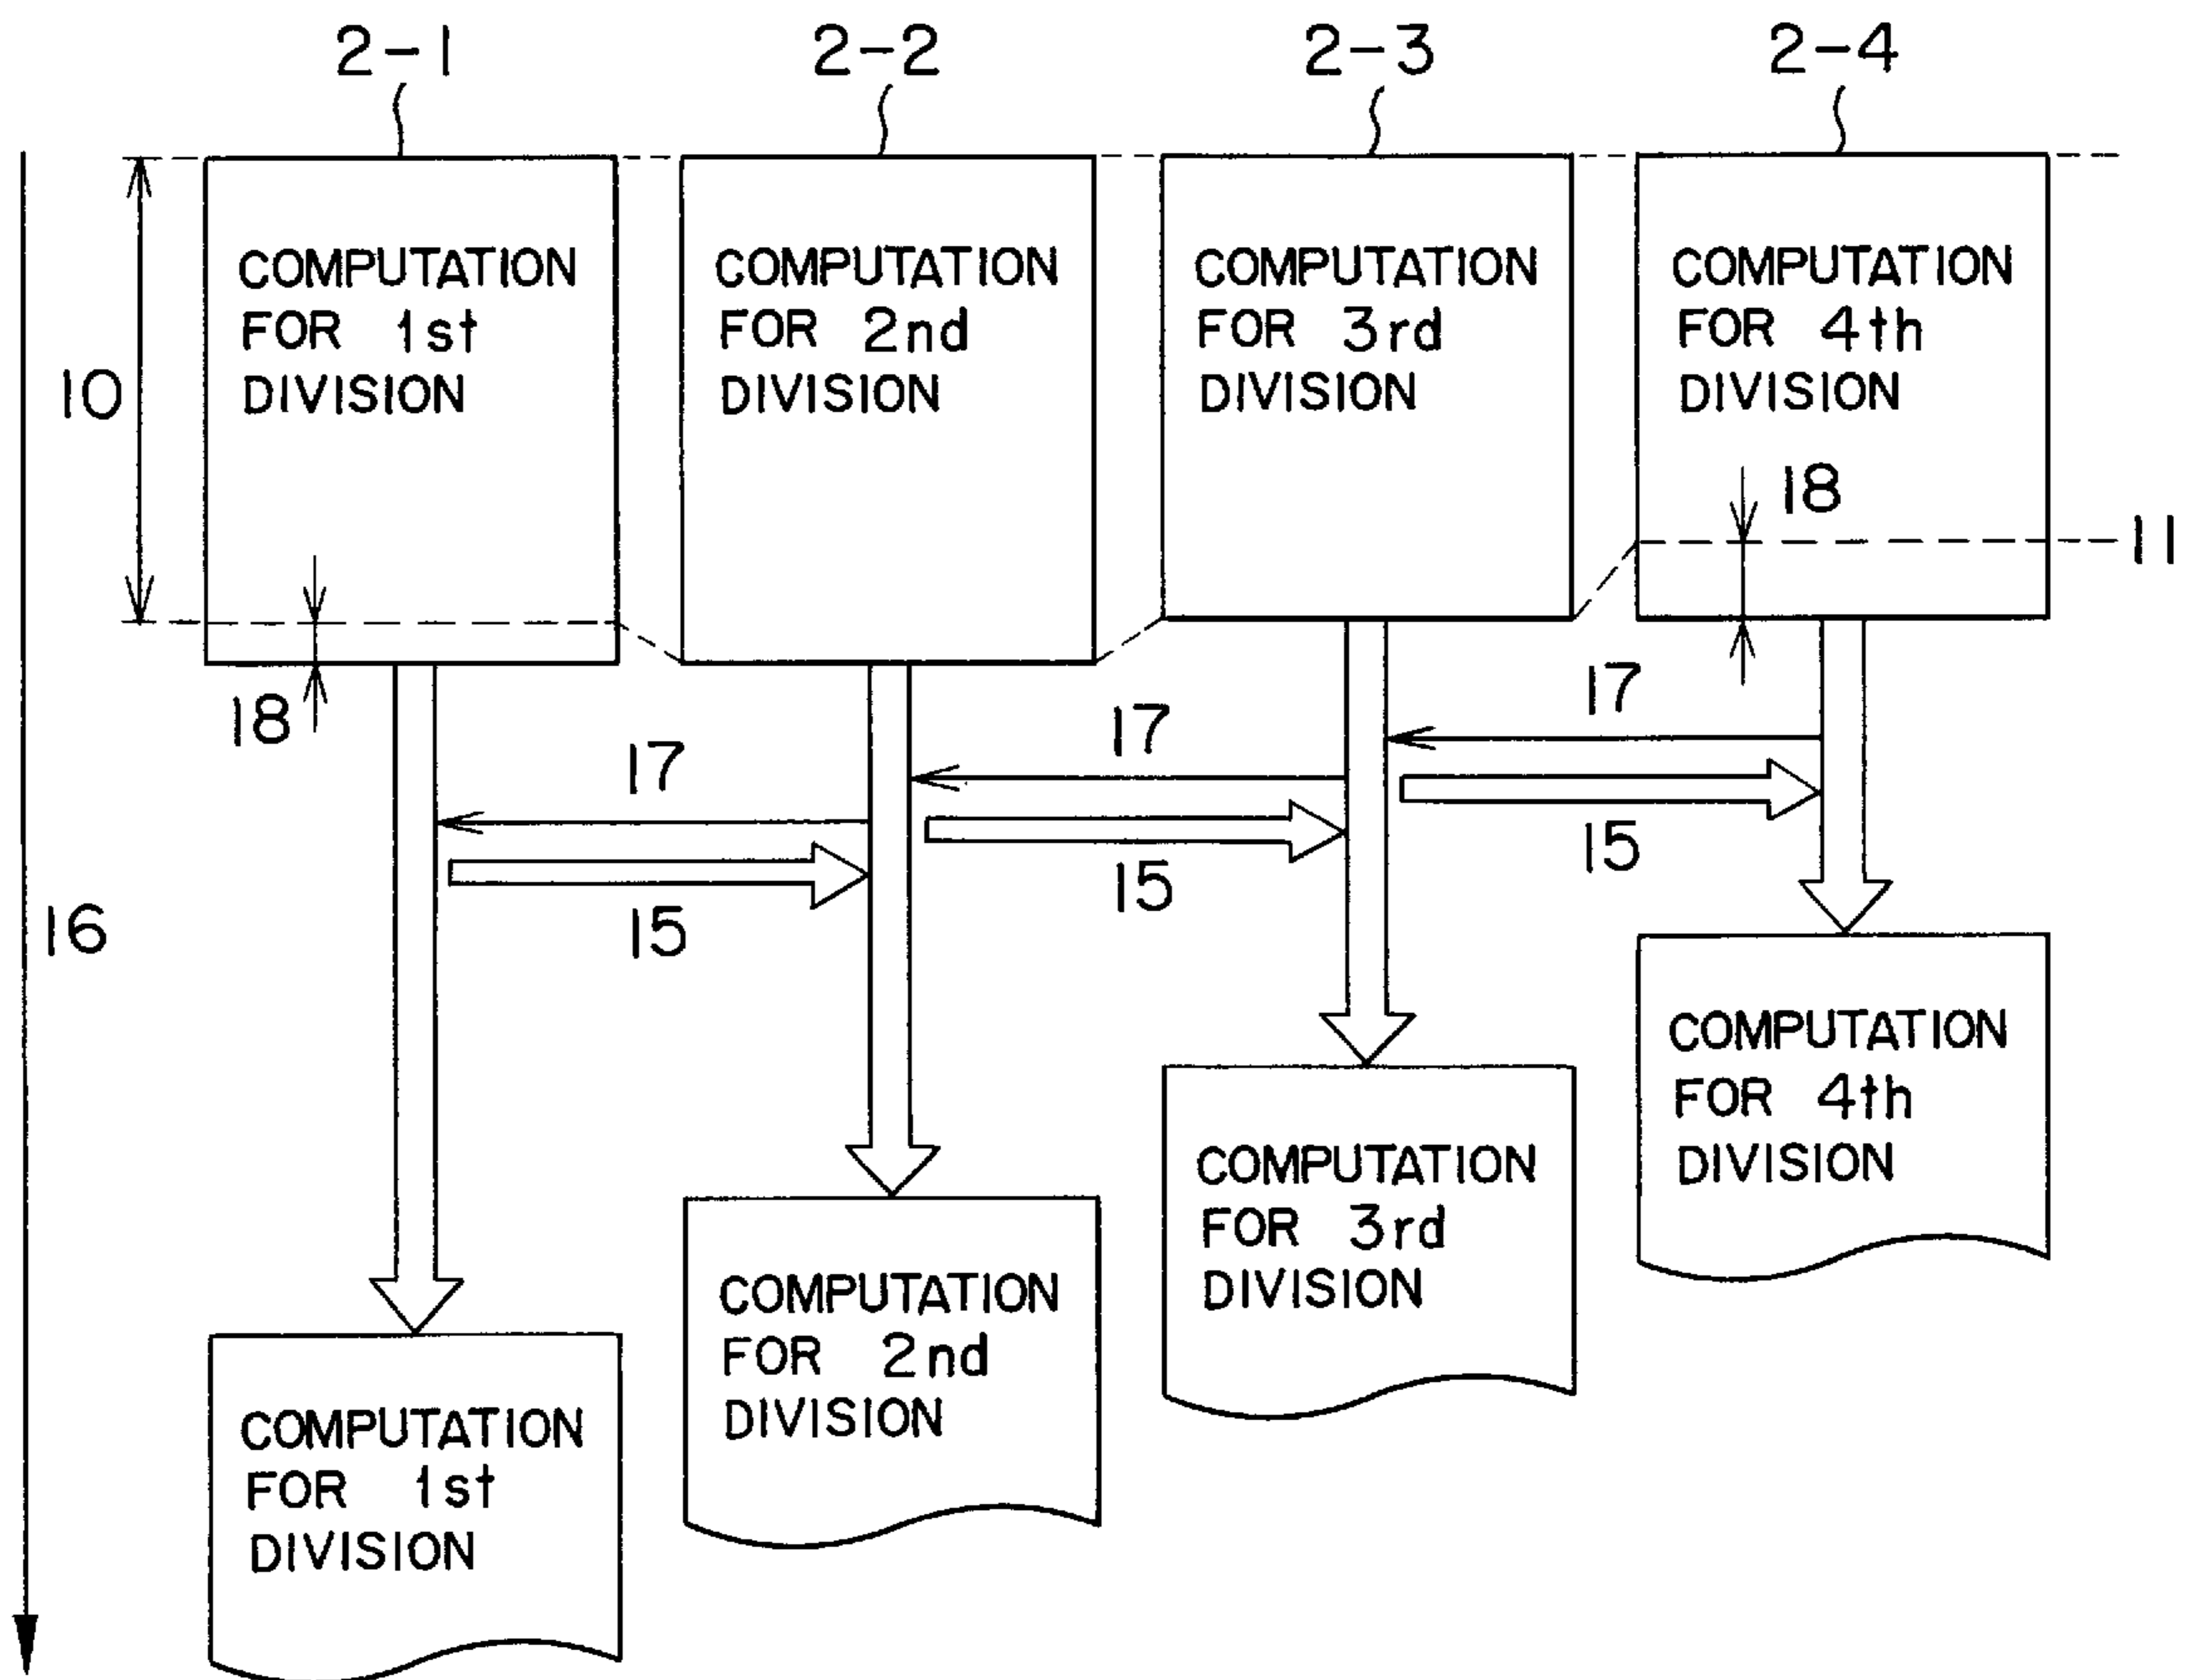 2-1 2-2 2-3 2-4
COMPUTATION
FOR 1st
DIVISION
COMPUTATION
FOR 2nd
DIVISION
COMPUTATION
FOR 3rd
DIVISION
COMPUTATION
FOR 4th
DIVISION
10
18
11
18
17
17
17
15
15
15
16
COMPUTATION
FOR 4th
DIVISION
COMPUTATION
FOR 3rd
DIVISION
COMPUTATION
FOR 2nd
DIVISION
COMPUTATION
FOR 1st
DIVISION